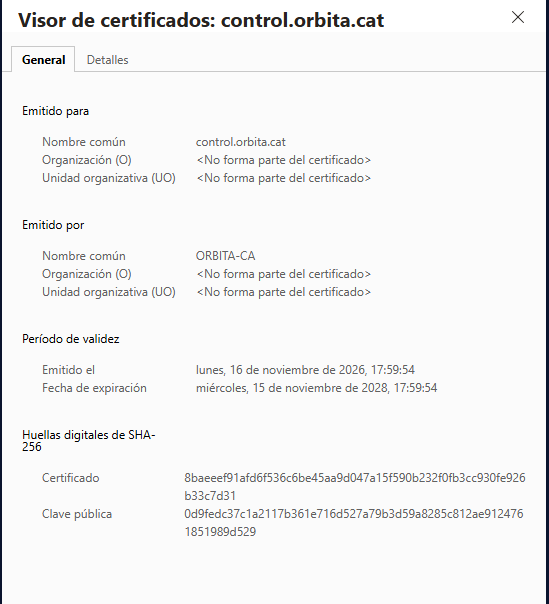 Visor de certificados: control.orbita.cat
General Detalles
Emitido para
Nombre común control.orbita.cat
Organización (O) <No forma parte del certificado>
Unidad organizativa (UO) <No forma parte del certificado>
Emitido por
Nombre común ORBITA-CA
Organización (O) <No forma parte del certificado>
Unidad organizativa (UO) <No forma parte del certificado>
Período de validez
Emitido el lunes, 16 de noviembre de 2026, 17:59:54
Fecha de expiración miércoles, 15 de noviembre de 2028, 17:59:54
Huellas digitales de SHA-
256
Certificado 8baeeef91afd6f536c6be45aa9d047a15f590b232f0fb3cc930fe926
b33c7d31
Clave pública 0d9fedc37c1a2117b361e716d527a79b3d59a8285c812ae912476
1851989d529